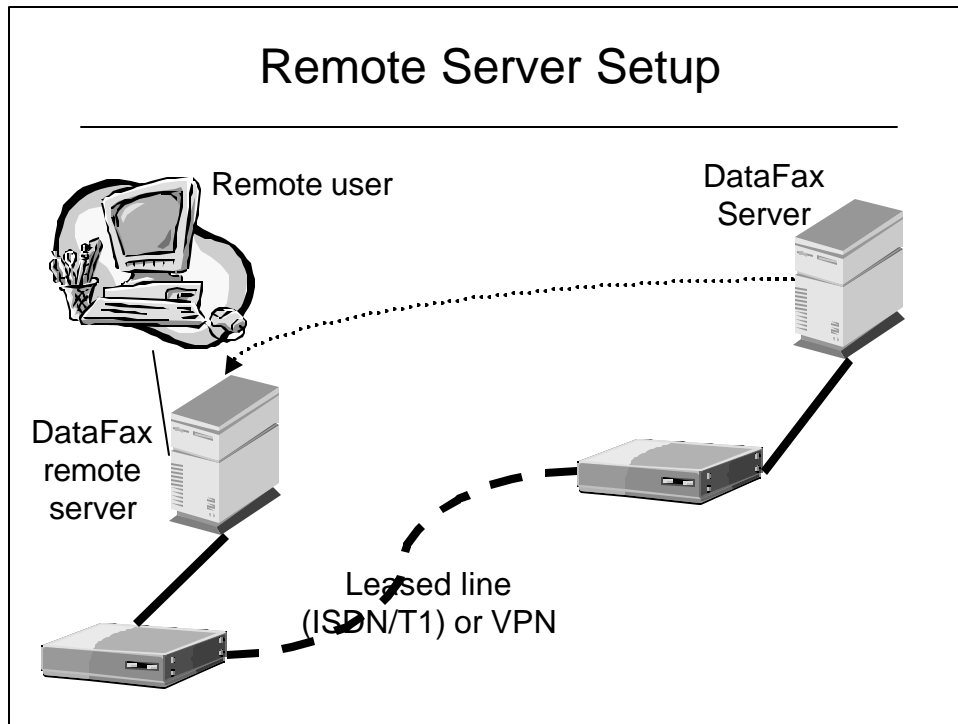 Remote Server Setup
Remote user
DataFax
Server
DataFax
remote
server
Leased line
(ISDN/T1) or VPN